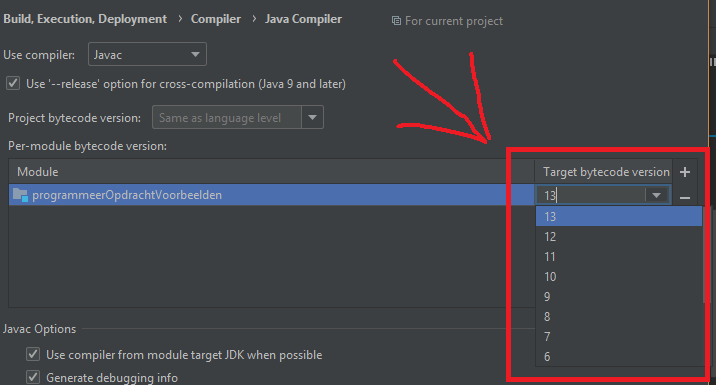 Build, Execution, Deployment › Compiler › Java Compiler For current project
Use compiler: Javac
Use '--release' option for cross-compilation (Java 9 and later)
Project bytecode version: Same as language level
Per-module bytecode version:
Module Target bytecode version +
programmeerOpdrachtVoorbeelden 13 −
13
12
11
10
9
8
7
6
Javac Options
Use compiler from module target JDK when possible
Generate debugging info